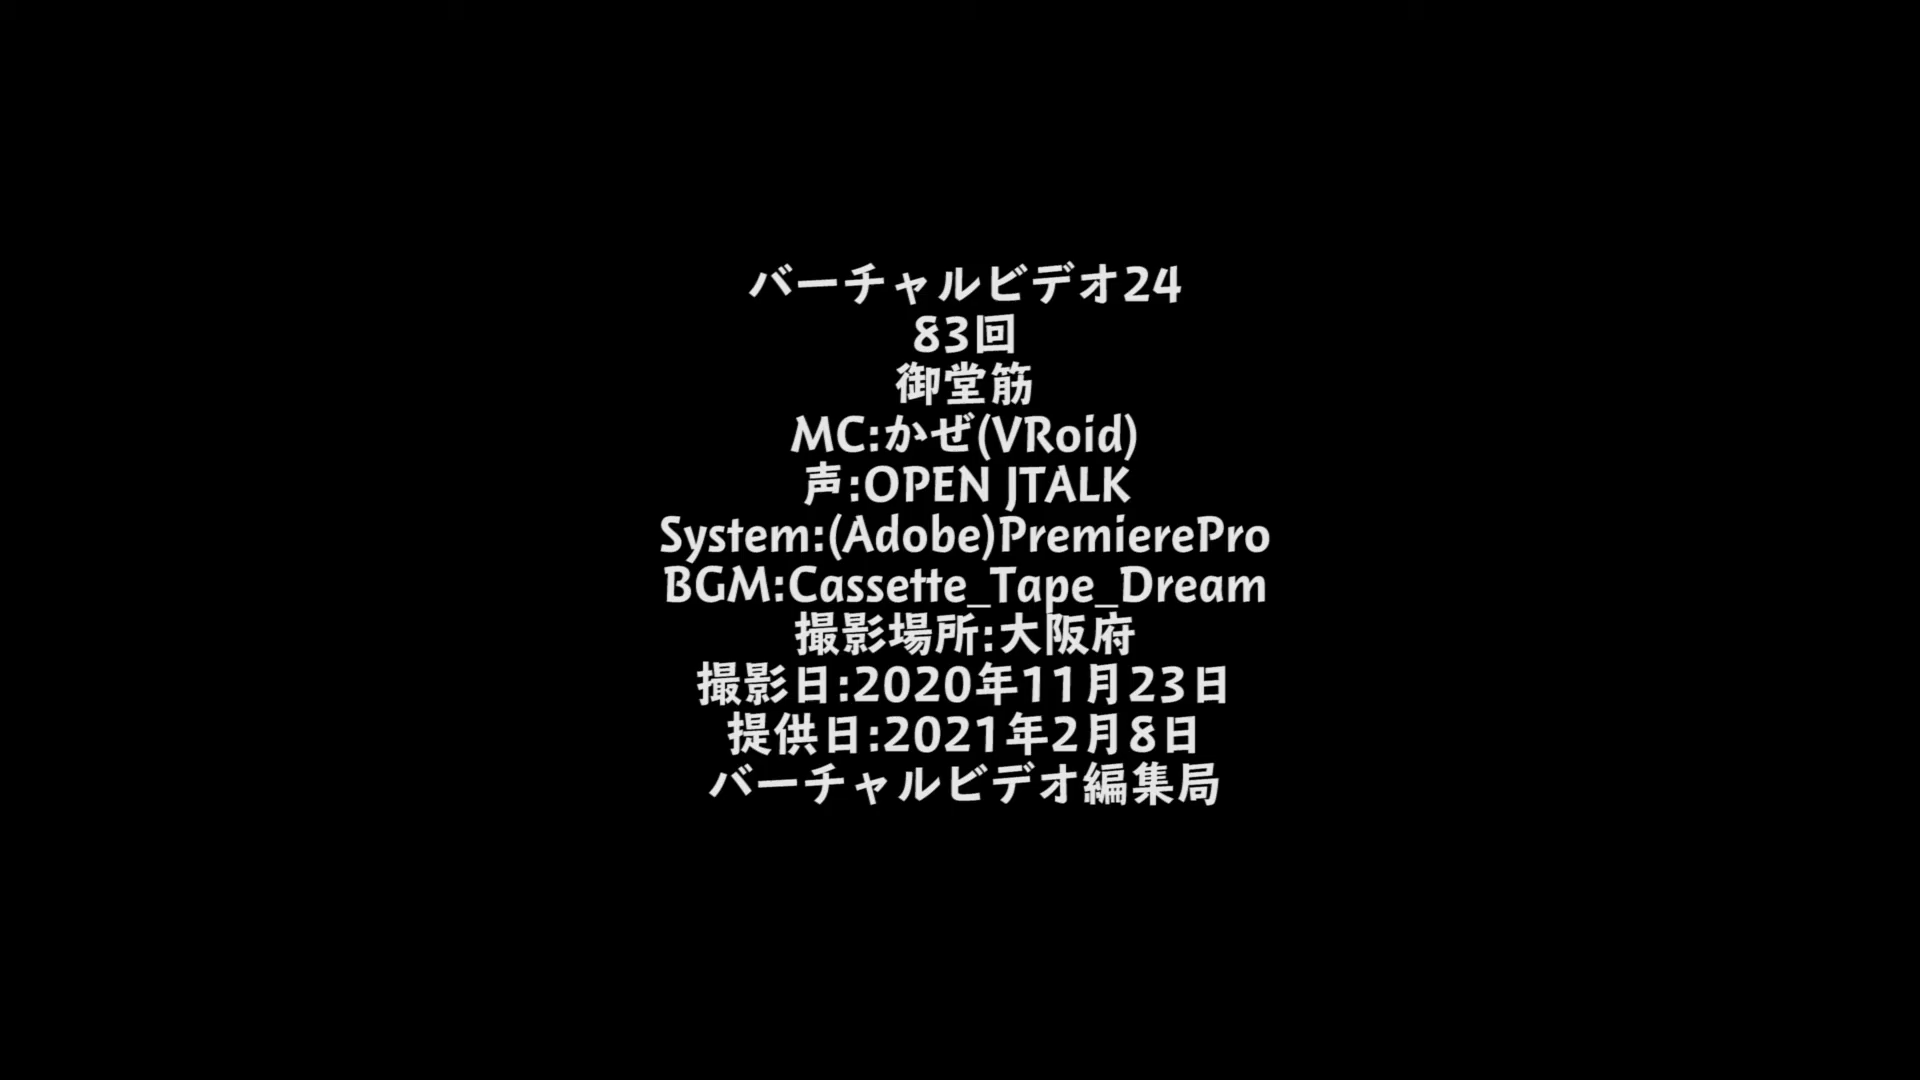 バーチャルビデオ24
83回
御堂筋
MC:かぜ(VRoid)
声:OPEN JTALK
System:(Adobe)PremierePro
BGM:Cassette_Tape_Dream
撮影場所:大阪府
撮影日:2020年11月23日
提供日:2021年2月8日
バーチャルビデオ編集局